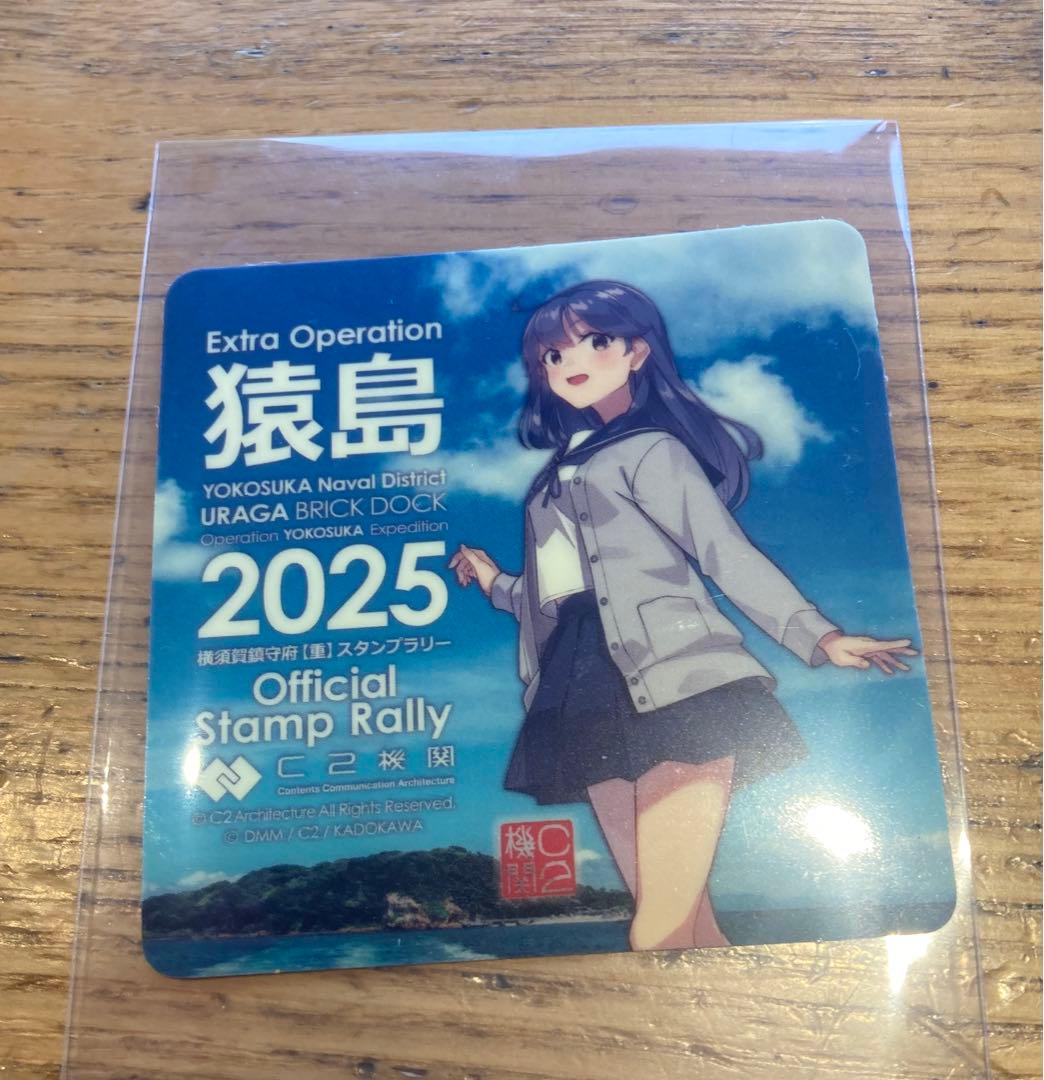 Extra Operation
猿島
YOKOSUKA Naval District
URAGA BRICK DOCK
Operation YOKOSUKA Expedition
2025
横須賀鎮守府【重】スタンプラリー
Official
Stamp Rally
C2機関
Contents Communication Architecture
© C2 Architecture All Rights Reserved.
© DMM / C2 / KADOKAWA
C2機関